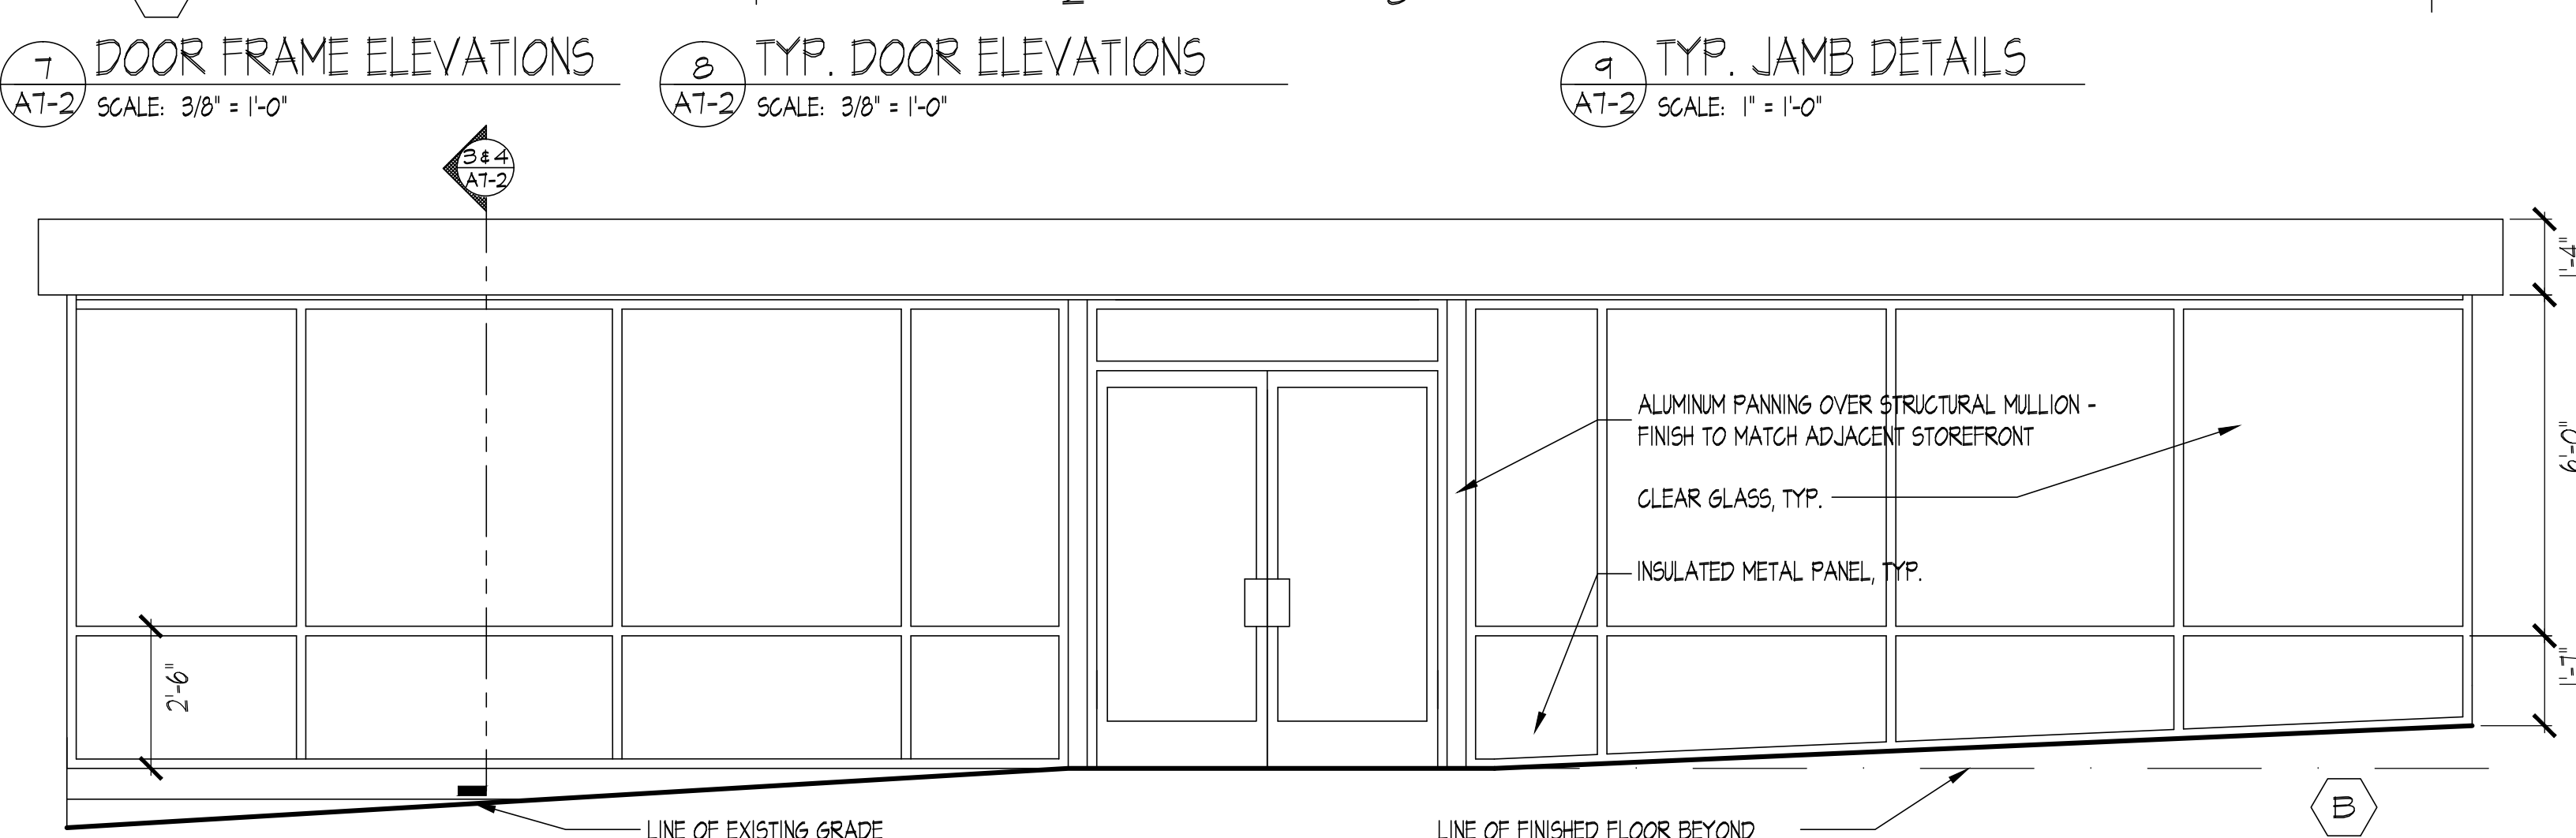 7 DOOR FRAME ELEVATIONS
A7-2 SCALE: 3/8" = 1'-0"
8 TYP. DOOR ELEVATIONS
A7-2 SCALE: 3/8" = 1'-0"
9 TYP. JAMB DETAILS
A7-2 SCALE: 1" = 1'-0"
3 & 4
A7-2
1'-4"
ALUMINUM PANNING OVER STRUCTURAL MULLION -
FINISH TO MATCH ADJACENT STOREFRONT
6'-0"
CLEAR GLASS, TYP.
INSULATED METAL PANEL, TYP.
2'-6"
1'-7"
B
LINE OF EXISTING GRADE
LINE OF FINISHED FLOOR BEYOND